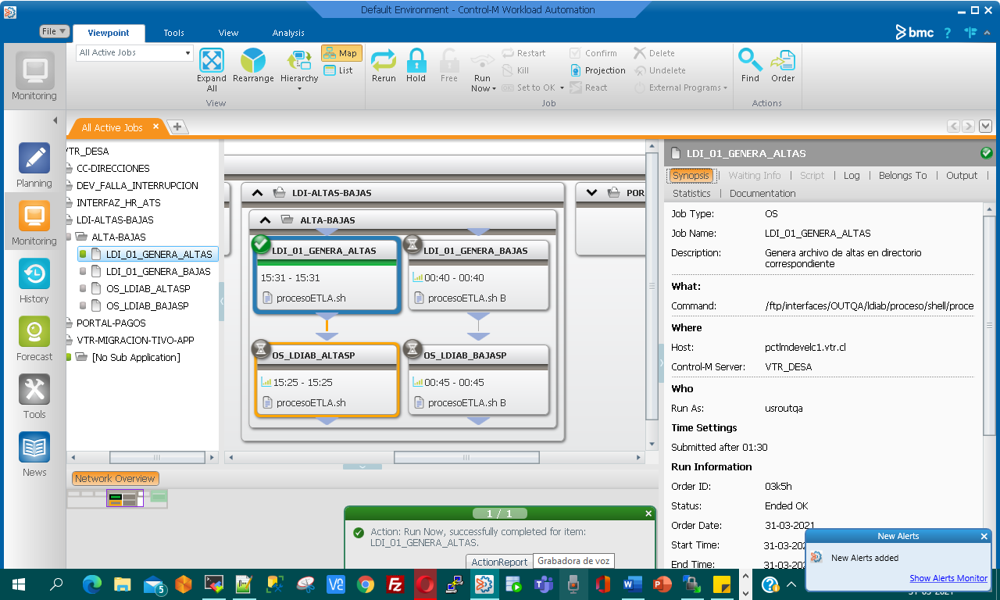 Default Environment - Control-M Workload Automation
File
Viewpoint
Tools
View
Analysis
bmc
?
All Active Jobs
Expand All
Rearrange
Hierarchy
Map
List
View
Rerun
Hold
Free
Run Now
Restart
Kill
Set to OK
Confirm
Projection
React
Delete
Undelete
External Programs
Job
Find
Order
Actions
Monitoring
Planning
Monitoring
History
Forecast
Tools
News
All Active Jobs
VTR_DESA
CC-DIRECCIONES
DEV_FALLA_INTERRUPCION
INTERFAZ_HR_ATS
LDI-ALTAS-BAJAS
ALTA-BAJAS
LDI_01_GENERA_ALTAS
LDI_01_GENERA_BAJAS
OS_LDIAB_ALTASP
OS_LDIAB_BAJASP
PORTAL-PAGOS
VTR-MIGRACION-TIVO-APP
[No Sub Application]
LDI-ALTAS-BAJAS
POR
ALTA-BAJAS
LDI_01_GENERA_ALTAS
15:31 - 15:31
procesoETLA.sh
LDI_01_GENERA_BAJAS
00:40 - 00:40
procesoETLA.sh B
OS_LDIAB_ALTASP
15:25 - 15:25
procesoETLA.sh
OS_LDIAB_BAJASP
00:45 - 00:45
procesoETLA.sh B
Network Overview
1 / 1
Action: Run Now, successfully completed for item:
LDI_01_GENERA_ALTAS.
ActionReport
Grabadora de voz
LDI_01_GENERA_ALTAS
Synopsis | Waiting Info | Script | Log | Belongs To | Output |
Statistics | Documentation
Job Type: OS
Job Name: LDI_01_GENERA_ALTAS
Description: Genera archivo de altas en directorio
correspondiente
What:
Command: /ftp/interfaces/OUTQA/ldiab/proceso/shell/proce
Where
Host: pctlmdevelc1.vtr.cl
Control-M Server: VTR_DESA
Who
Run As: usroutqa
Time Settings
Submitted after 01:30
Run Information
Order ID: 03k5h
Status: Ended OK
Order Date: 31-03-2021
Start Time: 31-03-202
End Time: 31-03-202
New Alerts
New Alerts added
Show Alerts Monitor
5
31-03-2021